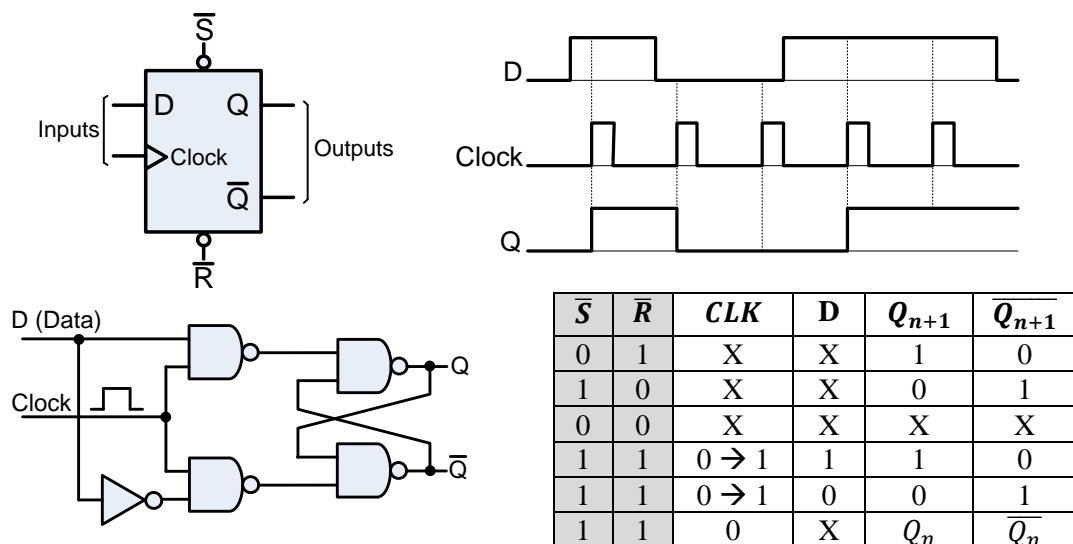 S̅
D Q
Inputs
Clock
Outputs
Q̅
R̅
D
Clock
Q
D (Data)
Clock
Q
Q̅
S̅ R̅ CLK D Qₙ₊₁ Q̅ₙ₊₁
0 1 X X 1 0
1 0 X X 0 1
0 0 X X X X
1 1 0 → 1 1 1 0
1 1 0 → 1 0 0 1
1 1 0 X Qₙ Q̅ₙ